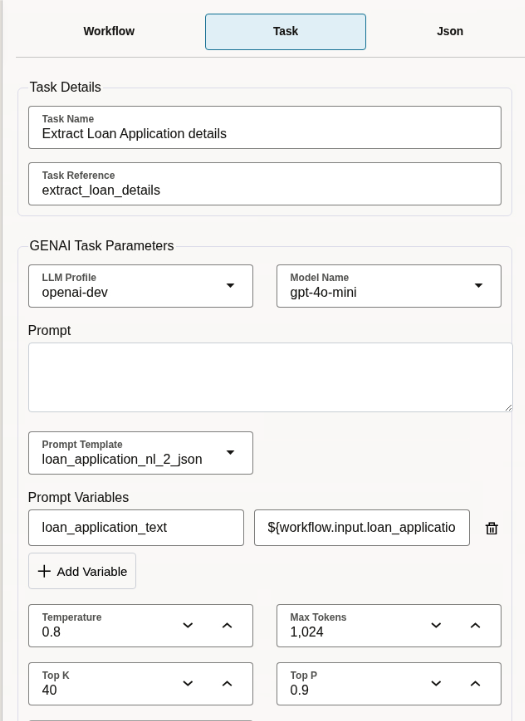 Workflow
Task
Json
Task Details
Task Name
Extract Loan Application details
Task Reference
extract_loan_details
GENAI Task Parameters
LLM Profile
openai-dev
Model Name
gpt-4o-mini
Prompt
Prompt Template
loan_application_nl_2_json
Prompt Variables
loan_application_text
${workflow.input.loan_applicatio
Add Variable
Temperature
0.8
Max Tokens
1,024
Top K
40
Top P
0.9